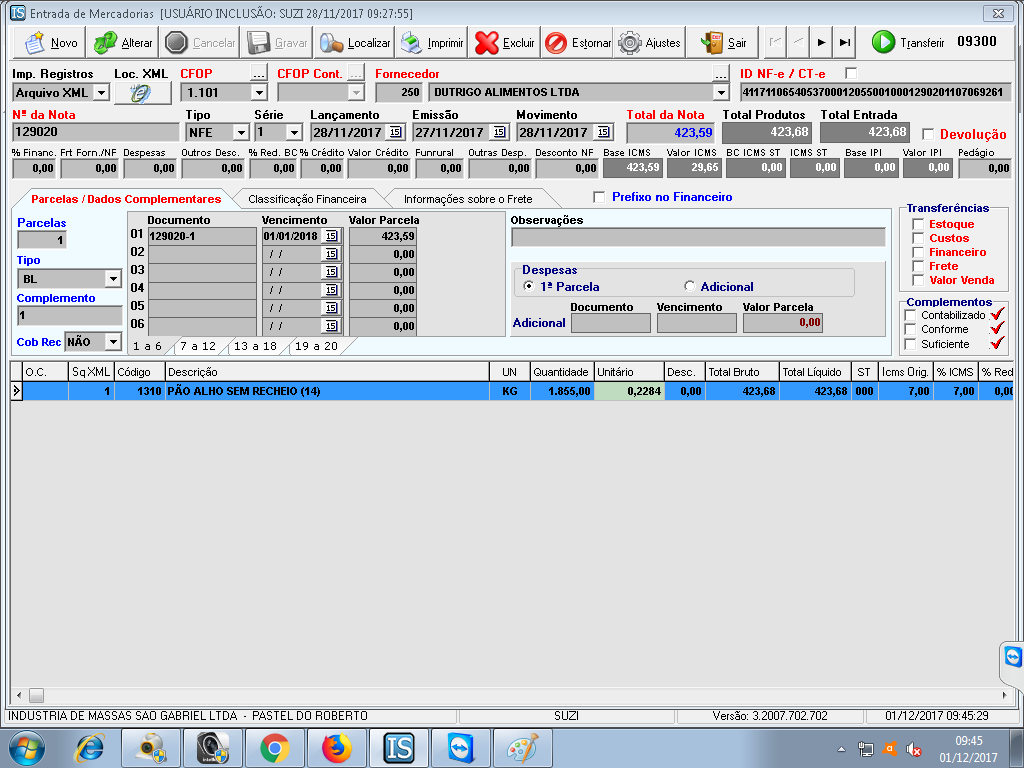 IS Entrada de Mercadorias [USUÁRIO INCLUSÃO: SUZI 28/11/2017 09:27:55]
Novo Alterar Cancelar Gravar Localizar Imprimir Excluir Estornar Ajustes Sair Transferir 09300
Imp. Registros Loc. XML CFOP ... CFOP Cont. ... Fornecedor ... ID NF-e / CT-e
Arquivo XML 1.101 250 DUTRIGO ALIMENTOS LTDA 41171106540537000120550010001290201107069261
Nº da Nota Tipo Série Lançamento Emissão Movimento Total da Nota Total Produtos Total Entrada
129020 NFE 1 28/11/2017 15 27/11/2017 15 28/11/2017 15 423,59 423,68 423,68 Devolução
% Financ. Frt Forn./NF Despesas Outros Desc. % Red. BC % Crédito Valor Crédito Funrural Outras Desp. Desconto NF Base ICMS Valor ICMS BC ICMS ST ICMS ST Base IPI Valor IPI Pedágio
0,00 0,00 0,00 0,00 0,00 0,00 0,00 0,00 0,00 0,00 423,59 29,65 0,00 0,00 0,00 0,00 0,00
Parcelas / Dados Complementares Classificação Financeira Informações sobre o Frete Prefixo no Financeiro
Parcelas
1
Tipo
BL
Complemento
1
Cob Rec NÃO
Documento Vencimento Valor Parcela
01 129020-1 01/01/2018 15 423,59
02 / / 15 0,00
03 / / 15 0,00
04 / / 15 0,00
05 / / 15 0,00
06 / / 15 0,00
1 a 6 7 a 12 13 a 18 19 a 20
Observações
Despesas
1ª Parcela Adicional
Documento Vencimento Valor Parcela
Adicional 0,00
Transferências
Estoque
Custos
Financeiro
Frete
Valor Venda
Complementos
Contabilizado
Conforme
Suficiente
O.C. Sq XML Código Descrição UN Quantidade Unitário Desc. Total Bruto Total Líquido ST Icms Orig. % ICMS % Red
1 1310 PÃO ALHO SEM RECHEIO (14) KG 1.855,00 0,2284 0,00 423,68 423,68 000 7,00 7,00 0,00
INDUSTRIA DE MASSAS SAO GABRIEL LTDA - PASTEL DO ROBERTO SUZI Versão: 3.2007.702.702 01/12/2017 09:45:29
IS
09:45
01/12/2017